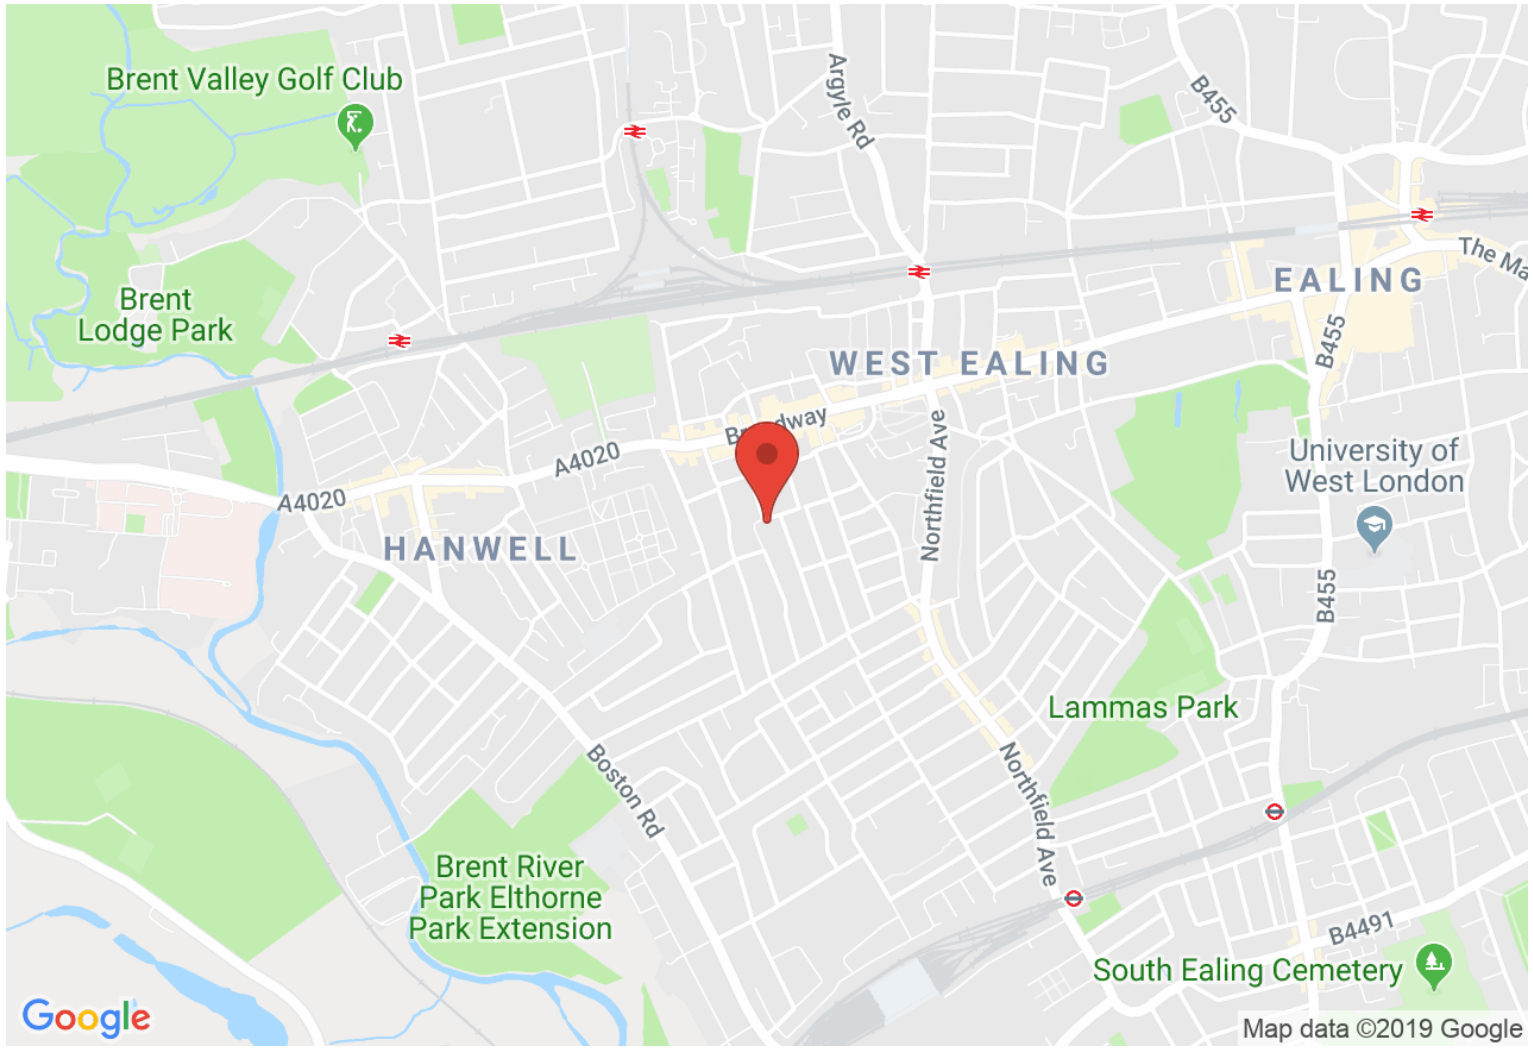 Brent Valley Golf Club
Argyle Rd
B455
The Ma
EALING
Brent
Lodge Park
WEST EALING
B455
Broadway
A4020
A4020
Northfield Ave
University of
West London
HANWELL
B455
Lammas Park
Boston Rd
Northfield Ave
Brent River
Park Elthorne
Park Extension
B4491
South Ealing Cemetery
Google
Map data ©2019 Google